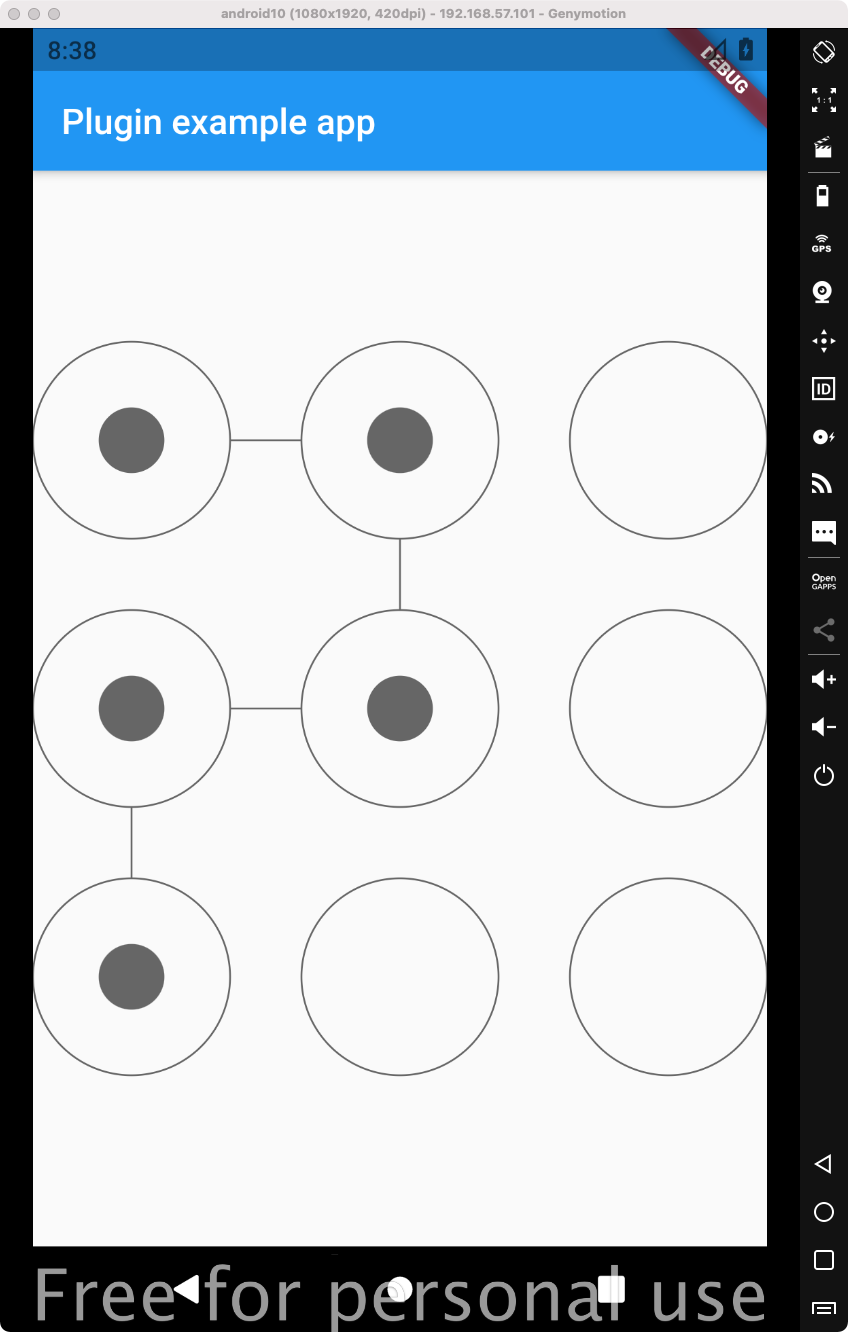 android10 (1080x1920, 420dpi) - 192.168.57.101 - Genymotion
8:38
DEBUG
Plugin example app
1:1
GPS
ID
Open
GAPPS
Free for personal use